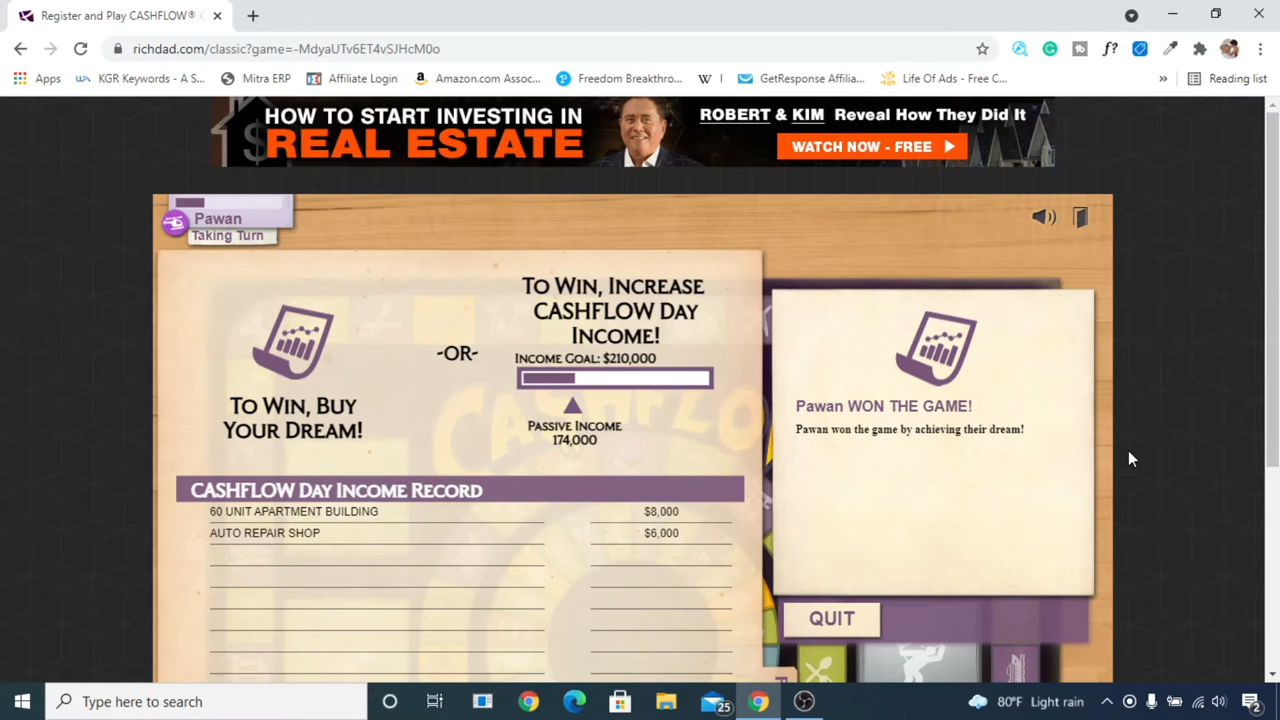 Register and Play CASHFLOW®
richdad.com/classic?game=-MdyaUTv6ET4vSJHcM0o
f?
Apps
KGR Keywords - A S...
Mitra ERP
Affiliate Login
Amazon.com Assoc...
Freedom Breakthro...
W
GetResponse Affilia...
Life Of Ads - Free C...
»
Reading list
HOW TO START INVESTING IN
REAL ESTATE
ROBERT & KIM Reveal How They Did It
WATCH NOW - FREE
Pawan
Taking Turn
TO WIN, BUY
YOUR DREAM!
-OR-
TO WIN, INCREASE
CASHFLOW DAY
INCOME!
INCOME GOAL: $210,000
PASSIVE INCOME
174,000
CASHFLOW DAY INCOME RECORD
60 UNIT APARTMENT BUILDING $8,000
AUTO REPAIR SHOP $6,000
Pawan WON THE GAME!
Pawan won the game by achieving their dream!
QUIT
Type here to search
25
80°F Light rain
2